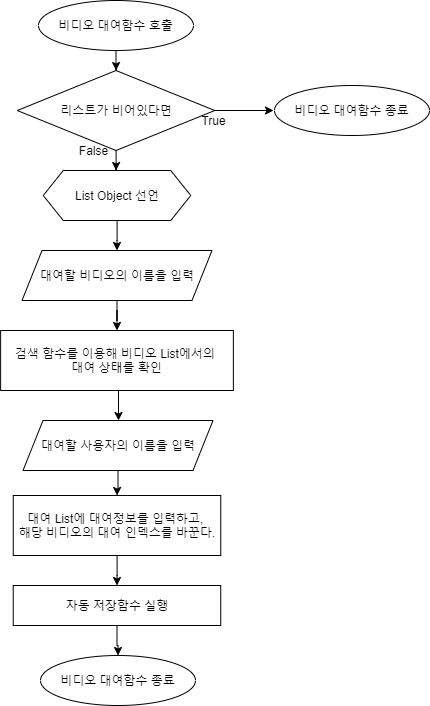 비디오 대여함수 호출
리스트가 비어있다면
True
비디오 대여함수 종료
False
List Object 선언
대여할 비디오의 이름을 입력
검색 함수를 이용해 비디오 List에서의
대여 상태를 확인
대여할 사용자의 이름을 입력
대여 List에 대여정보를 입력하고,
해당 비디오의 대여 인덱스를 바꾼다.
자동 저장함수 실행
비디오 대여함수 종료